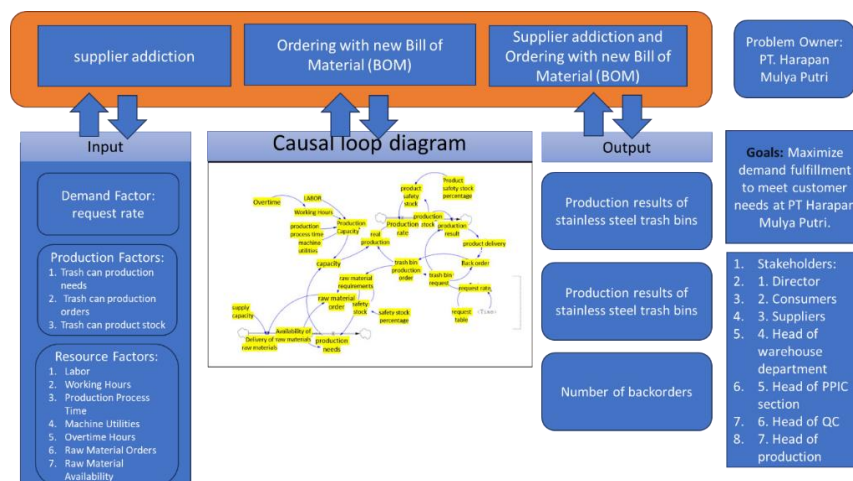 supplier addiction
Ordering with new Bill of
Material (BOM)
Supplier addiction and
Ordering with new Bill of
Material (BOM)
Problem Owner:
PT. Harapan
Mulya Putri
Input
Demand Factor:
request rate
Production Factors:
1. Trash can production
needs
2. Trash can production
orders
3. Trash can product stock
Resource Factors:
1. Labor
2. Working Hours
3. Production Process
Time
4. Machine Utilities
5. Overtime Hours
6. Raw Material Orders
7. Raw Material
Availability
Causal loop diagram
Overtime
LABOR
Working Hours
production
process time
machine
utilities
Production
Capacity
capacity
real
production
product
safety
stock
Product
safety stock
percentage
Production
rate
production
stock
production
result
product delivery
Back order
trash bin
production
order
trash bin
request
request rate
request
table
<Time>
raw material
requirements
raw material
order
safety
stock
safety stock
percentage
supply
capacity
Availability of
Delivery of raw materials
raw materials
production
needs
Output
Production results of
stainless steel trash bins
Production results of
stainless steel trash bins
Number of backorders
Goals: Maximize
demand fulfillment
to meet customer
needs at PT Harapan
Mulya Putri.
1. Stakeholders:
2. 1. Director
3. 2. Consumers
4. 3. Suppliers
5. 4. Head of
warehouse
department
6. 5. Head of PPIC
section
7. 6. Head of QC
8. 7. Head of
production